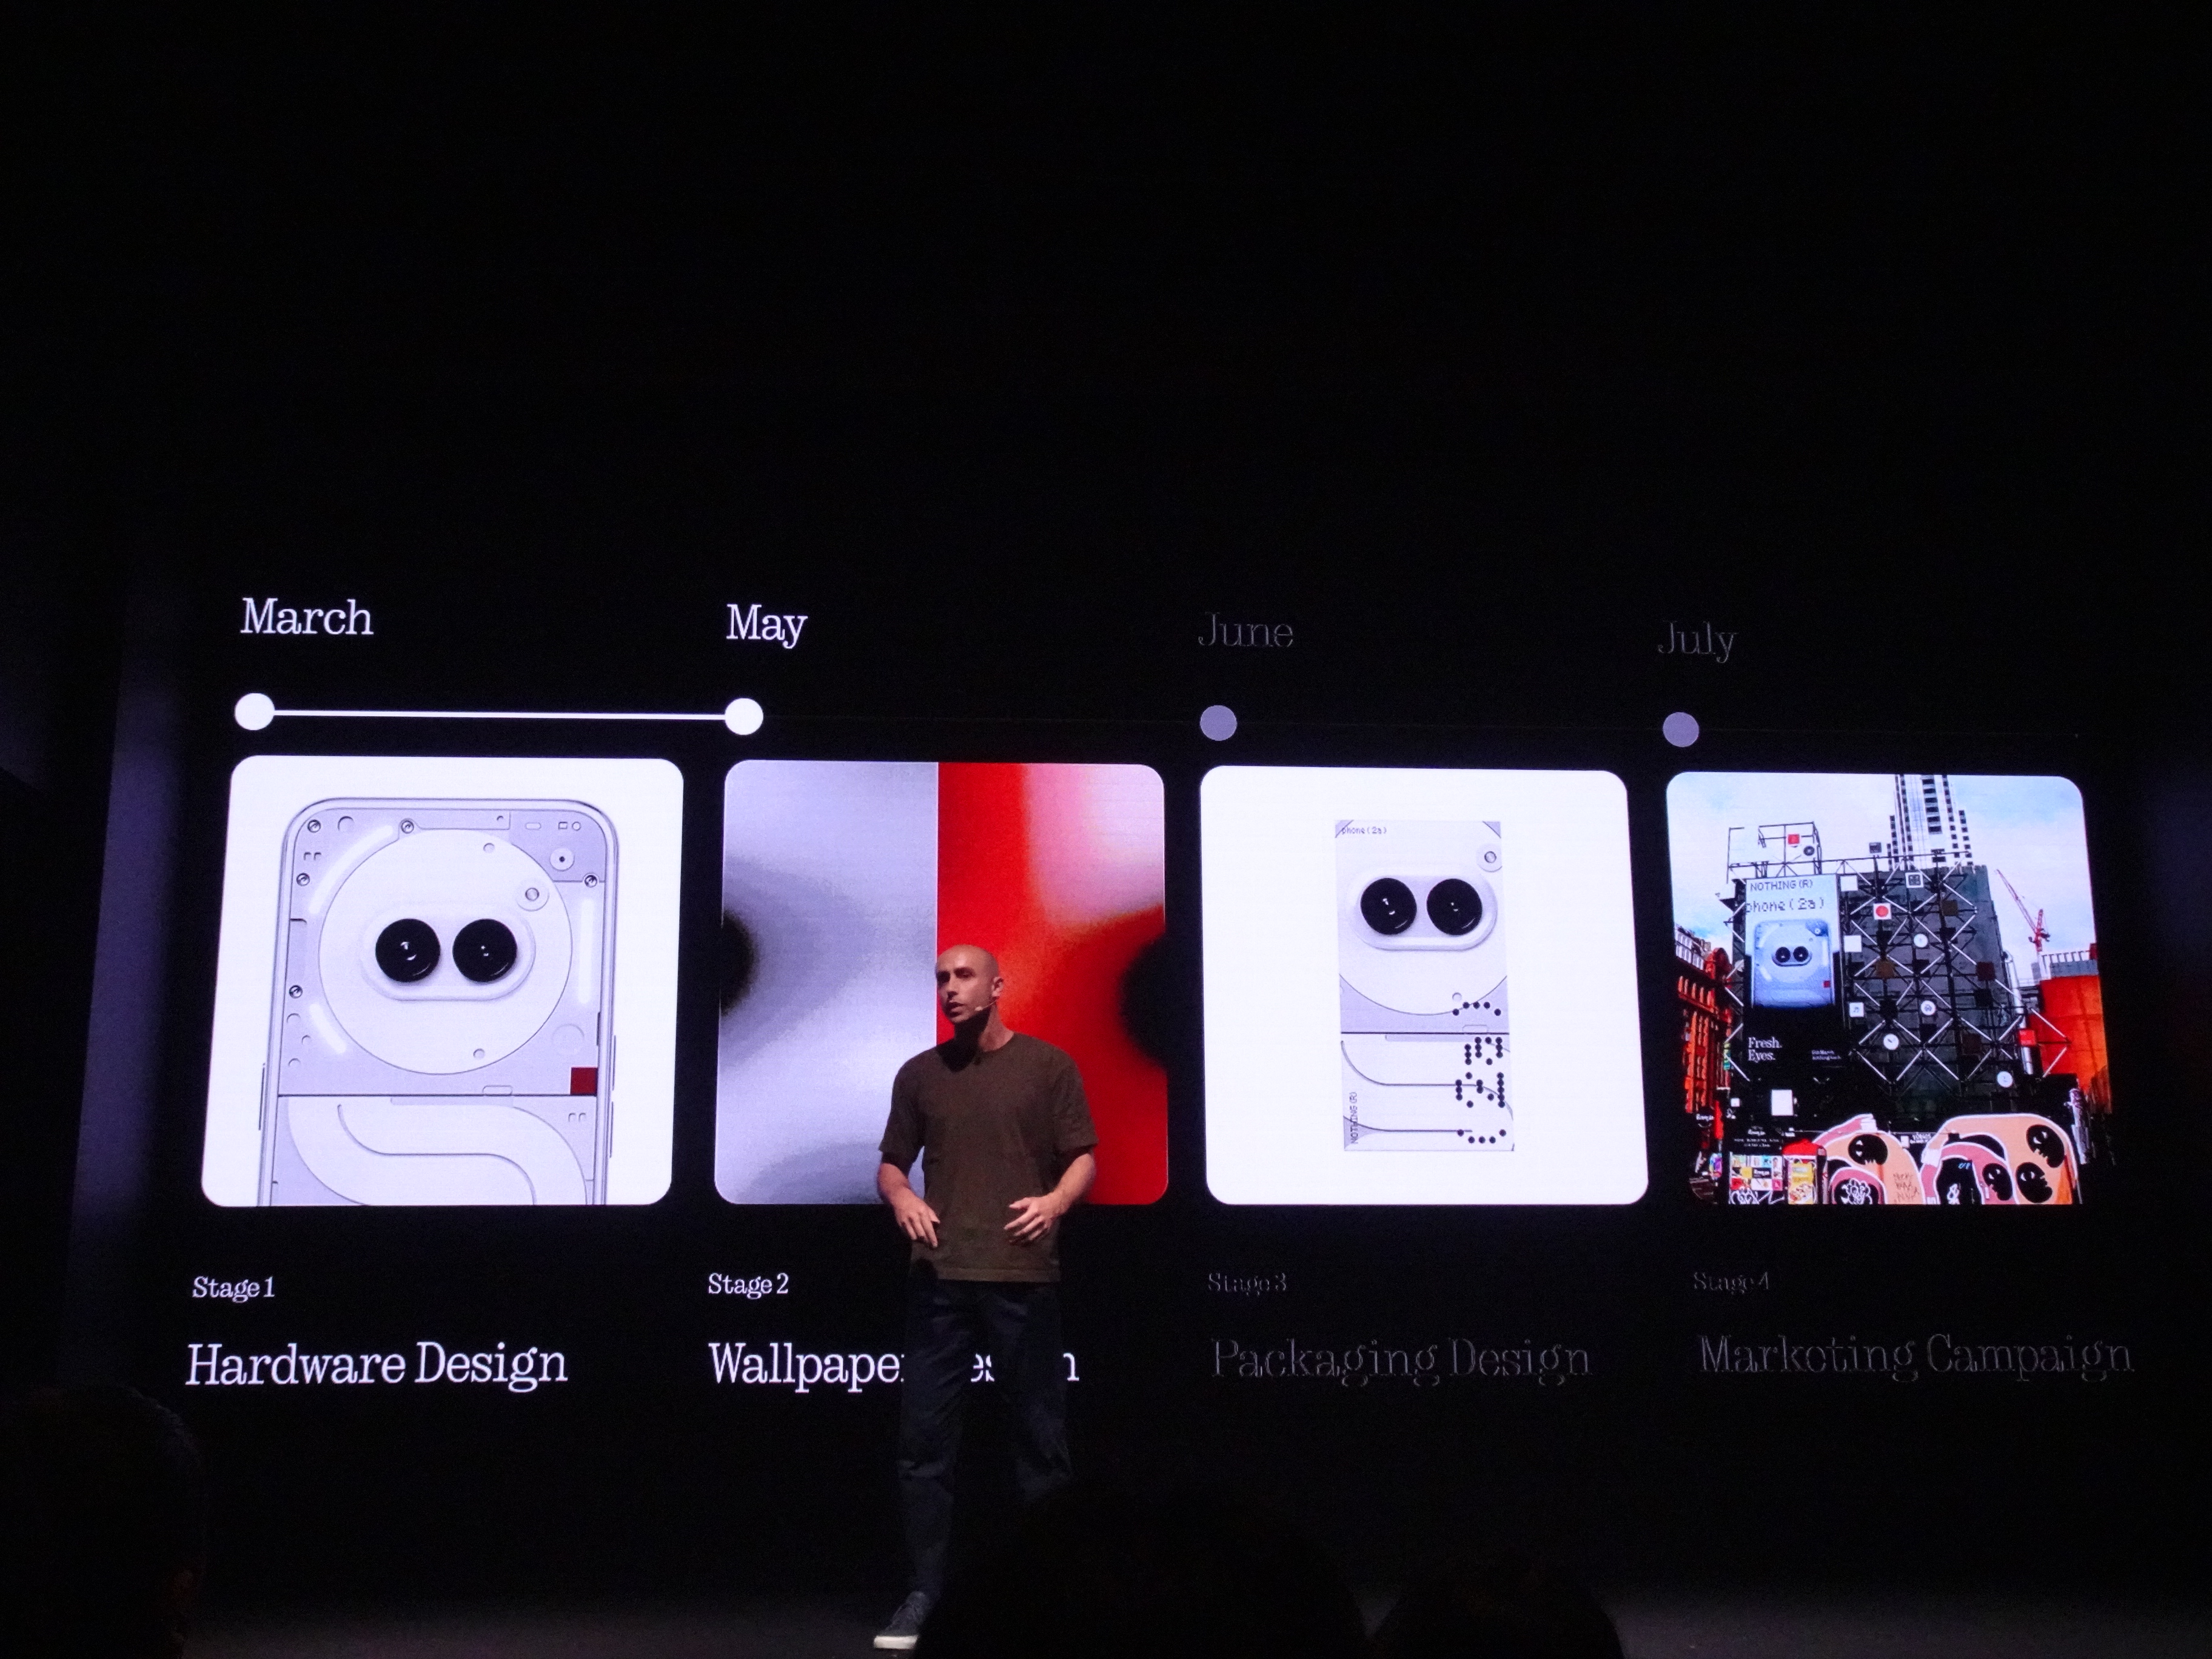 March
May
June
July
phone (2a)
NOTHING (R)
NOTHING (R)
phone (2a)
Fresh.
Eyes.
Stage 1
Stage 2
Stage 3
Stage 4
Hardware Design
Wallpaper
Packaging Design
Marketing Campaign